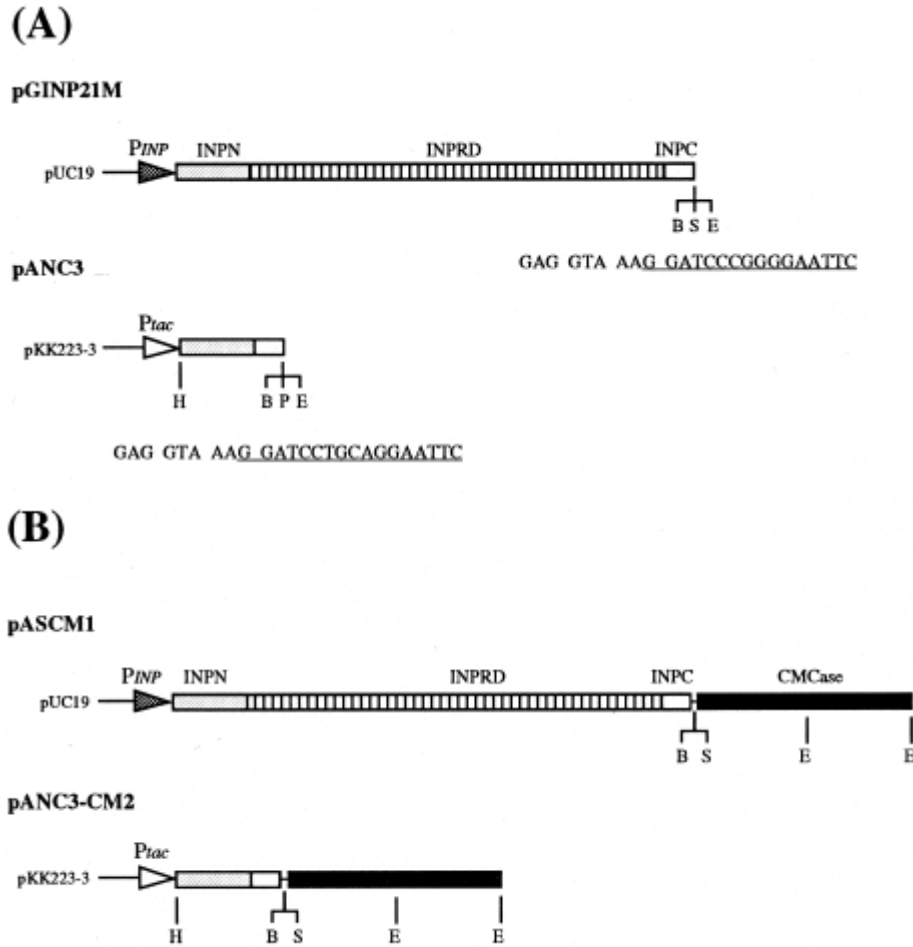 (A)
pGINP21M
PINP INPN INPRD INPC
pUC19
B S E
pANC3
GAG GTA AAG GATCCCGGGGAATTC
Ptac
pKK223-3
H B P E
GAG GTA AAG GATCCTGCAGGAATTC
(B)
pASCM1
PINP INPN INPRD INPC CMCase
pUC19
B S E E
pANC3-CM2
Ptac
pKK223-3
H B S E E